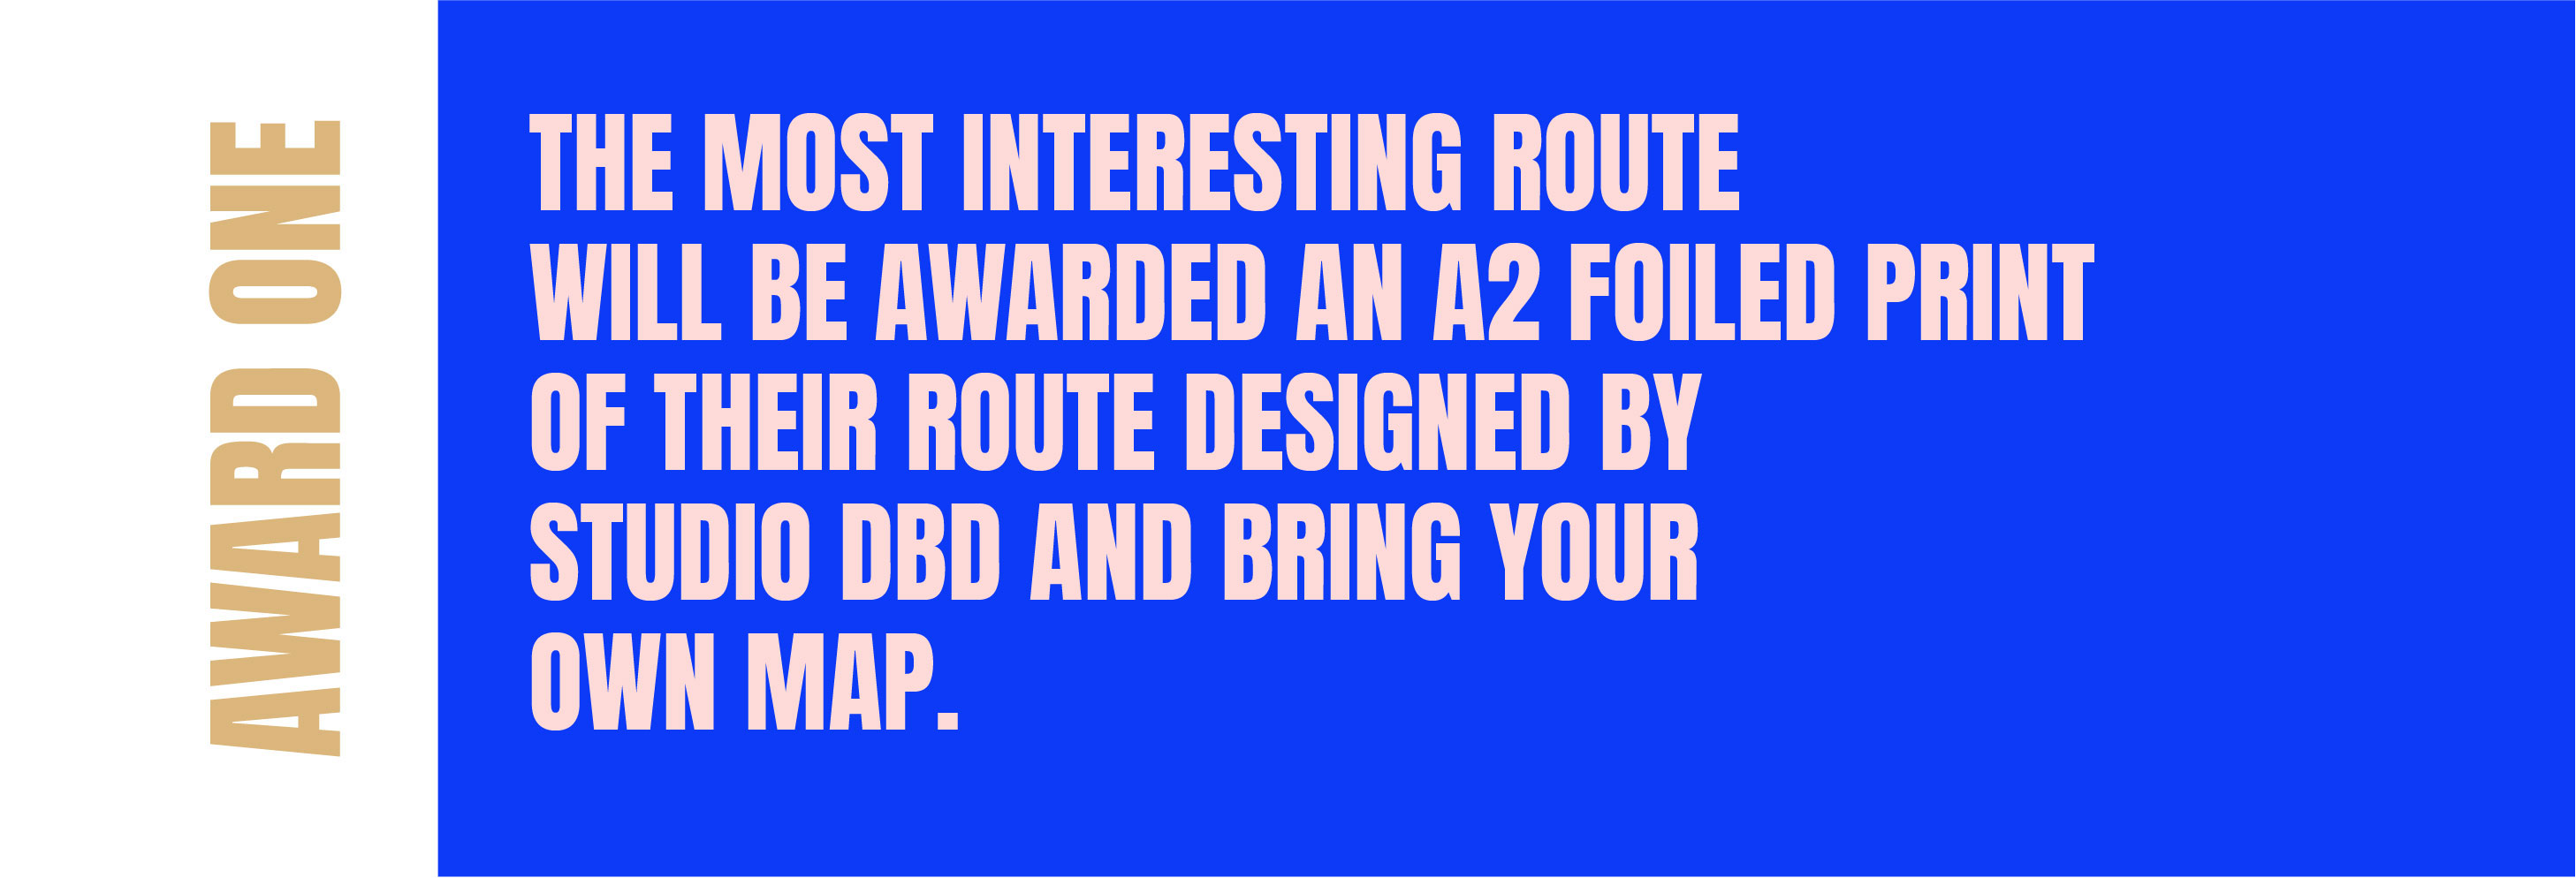 AWARD ONE
THE MOST INTERESTING ROUTE
WILL BE AWARDED AN A2 FOILED PRINT
OF THEIR ROUTE DESIGNED BY
STUDIO DBD AND BRING YOUR
OWN MAP.